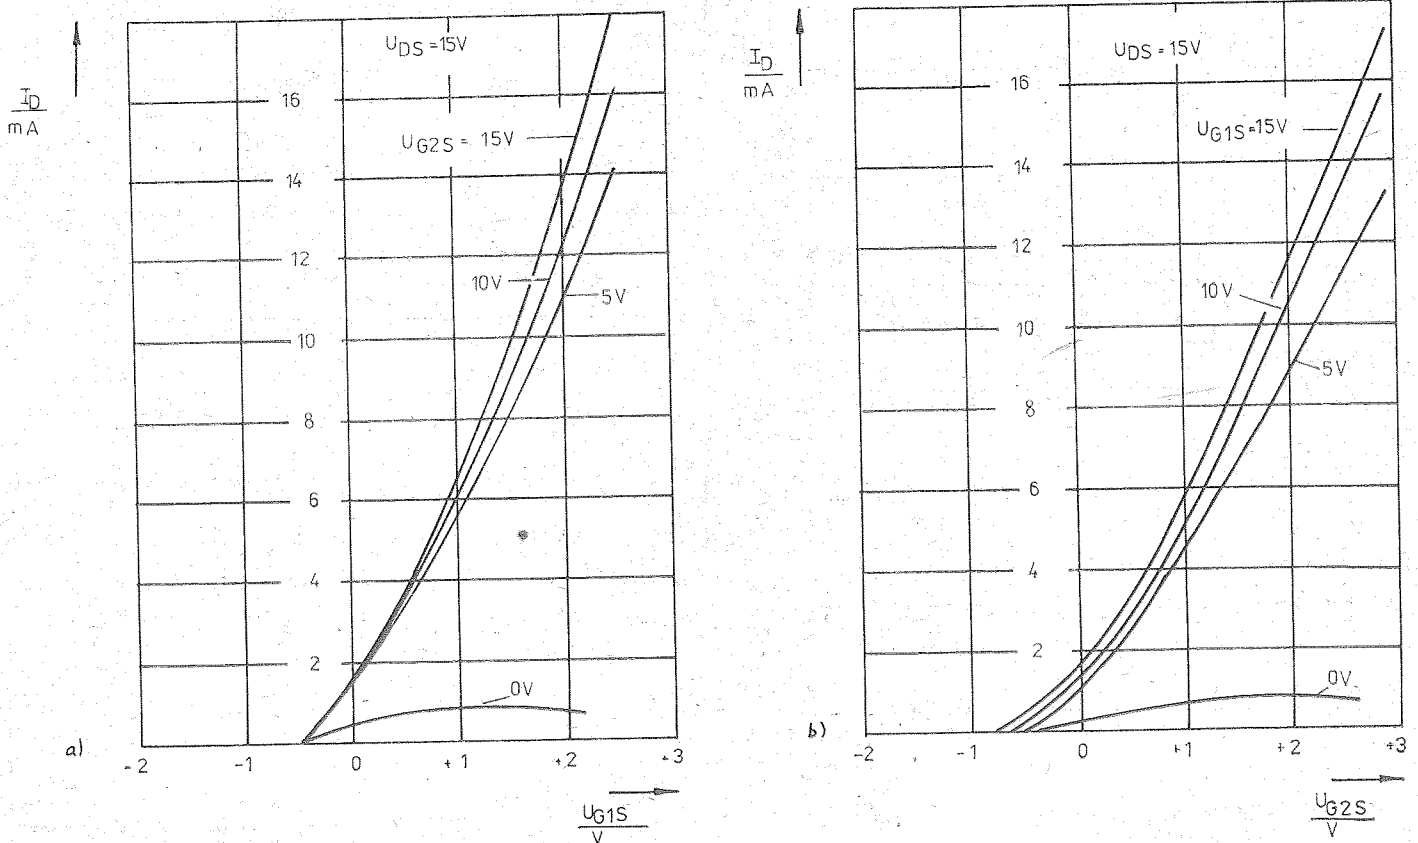 I_D
mA
U_DS = 15V
U_G2S = 15V
10V
5V
0V
16
14
12
10
8
6
4
2
a)
-2
-1
0
+1
+2
+3
U_G1S
V
I_D
mA
U_DS = 15V
U_G1S = 15V
10V
5V
0V
16
14
12
10
8
6
4
2
b)
-2
-1
0
+1
+2
+3
U_G2S
V